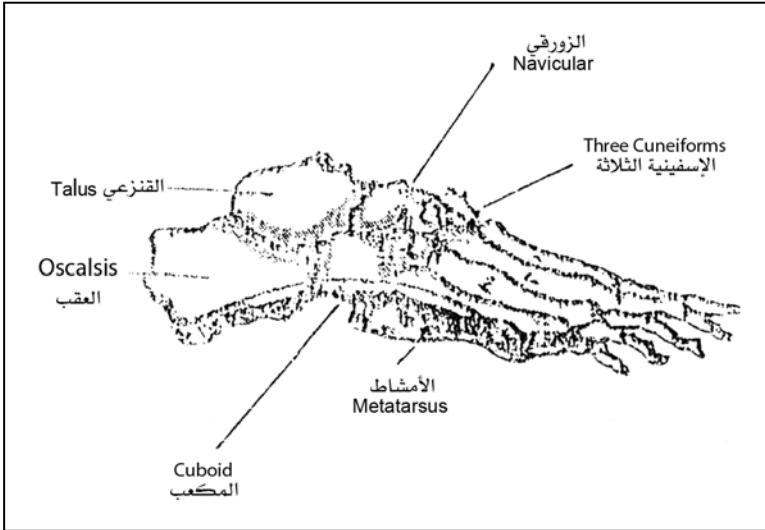 الزورقي
Navicular
Three Cuneiforms
الإسفينية الثلاثة
Talus القنزعي
Oscalsis
العقب
الأمشاط
Metatarsus
Cuboid
المكعب